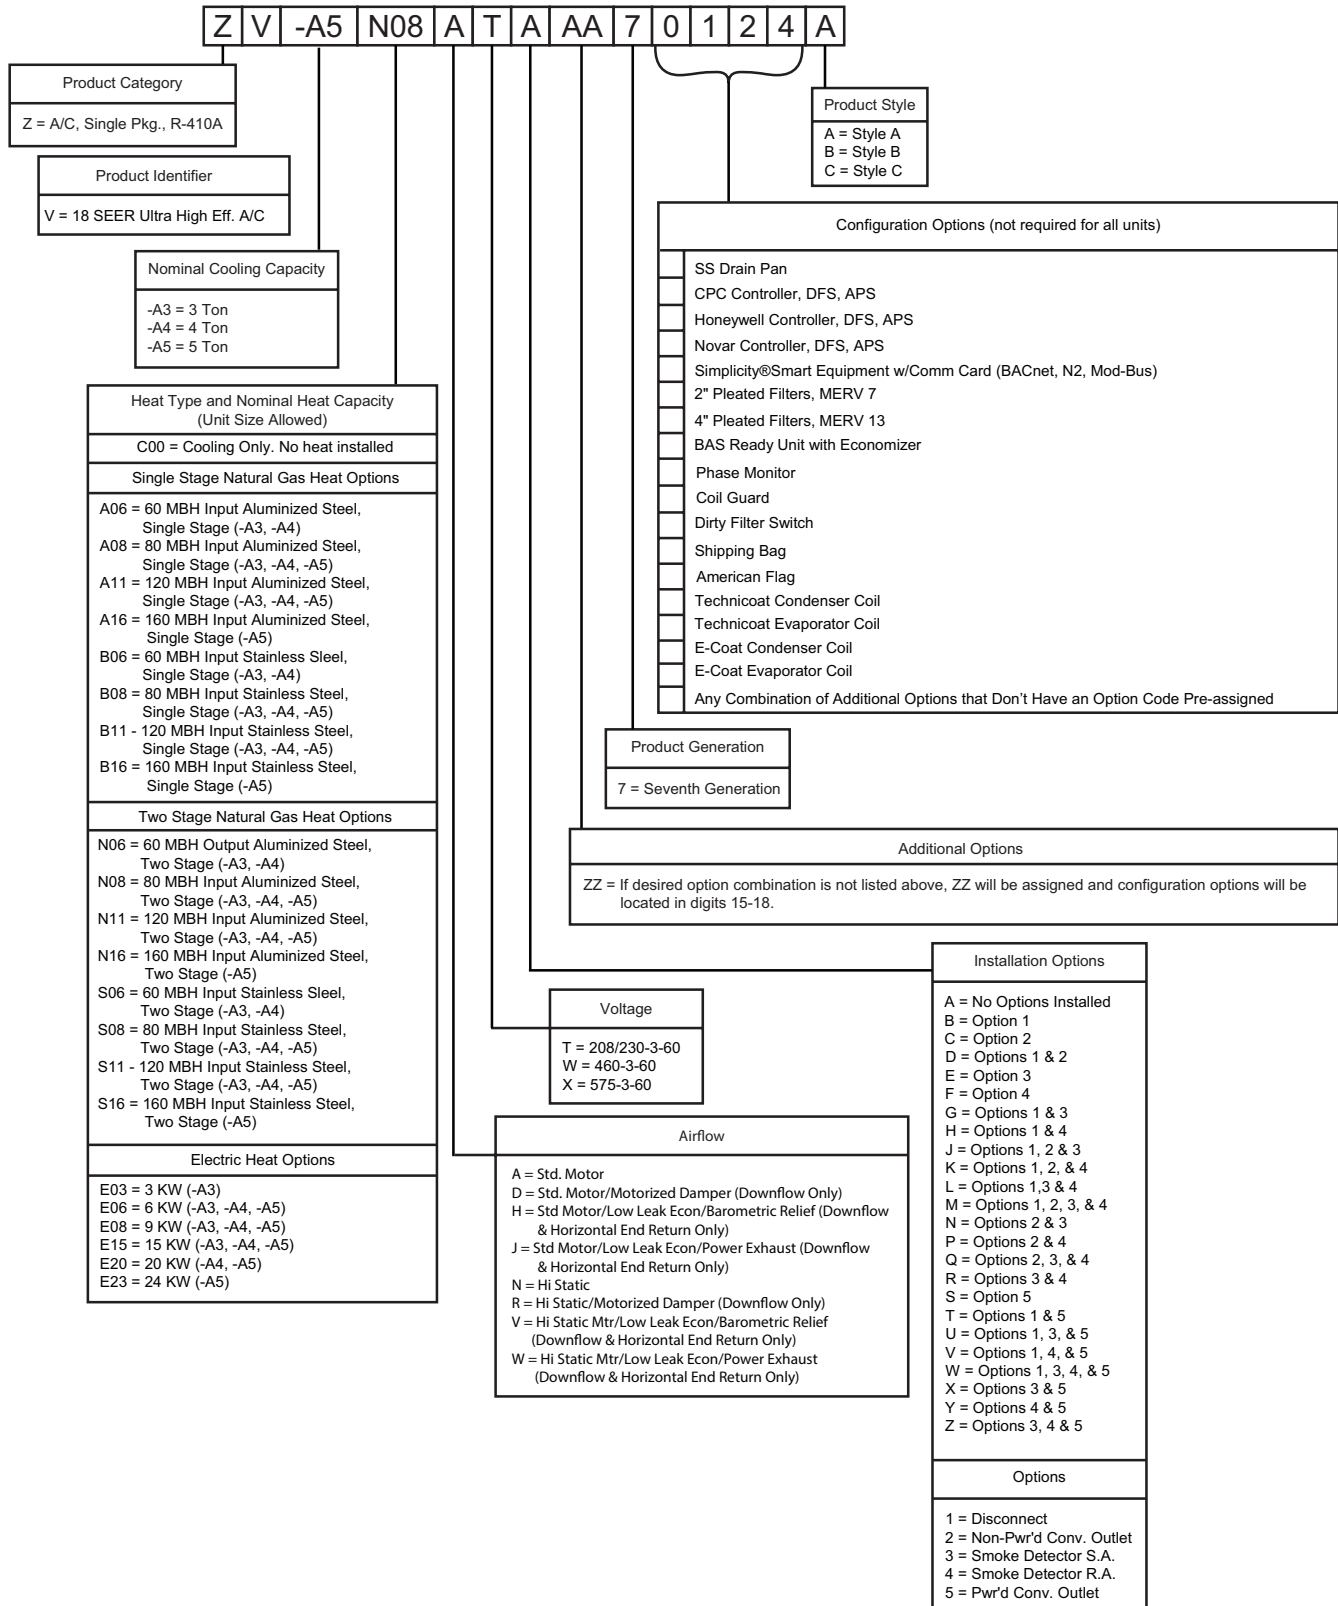 Z V -A5 N08 A T A AA 7 0 1 2 4 A
Product Category
Z = A/C, Single Pkg., R-410A
Product Identifier
V = 18 SEER Ultra High Eff. A/C
Nominal Cooling Capacity
-A3 = 3 Ton
-A4 = 4 Ton
-A5 = 5 Ton
Heat Type and Nominal Heat Capacity
(Unit Size Allowed)
C00 = Cooling Only. No heat installed
Single Stage Natural Gas Heat Options
A06 = 60 MBH Input Aluminized Steel,
Single Stage (-A3, -A4)
A08 = 80 MBH Input Aluminized Steel,
Single Stage (-A3, -A4, -A5)
A11 = 120 MBH Input Aluminized Steel,
Single Stage (-A3, -A4, -A5)
A16 = 160 MBH Input Aluminized Steel,
Single Stage (-A5)
B06 = 60 MBH Input Stainless Sleel,
Single Stage (-A3, -A4)
B08 = 80 MBH Input Stainless Steel,
Single Stage (-A3, -A4, -A5)
B11 - 120 MBH Input Stainless Steel,
Single Stage (-A3, -A4, -A5)
B16 = 160 MBH Input Stainless Steel,
Single Stage (-A5)
Two Stage Natural Gas Heat Options
N06 = 60 MBH Output Aluminized Steel,
Two Stage (-A3, -A4)
N08 = 80 MBH Input Aluminized Steel,
Two Stage (-A3, -A4, -A5)
N11 = 120 MBH Input Aluminized Steel,
Two Stage (-A3, -A4, -A5)
N16 = 160 MBH Input Aluminized Steel,
Two Stage (-A5)
S06 = 60 MBH Input Stainless Sleel,
Two Stage (-A3, -A4)
S08 = 80 MBH Input Stainless Steel,
Two Stage (-A3, -A4, -A5)
S11 - 120 MBH Input Stainless Steel,
Two Stage (-A3, -A4, -A5)
S16 = 160 MBH Input Stainless Steel,
Two Stage (-A5)
Electric Heat Options
E03 = 3 KW (-A3)
E06 = 6 KW (-A3, -A4, -A5)
E08 = 9 KW (-A3, -A4, -A5)
E15 = 15 KW (-A3, -A4, -A5)
E20 = 20 KW (-A4, -A5)
E23 = 24 KW (-A5)
Product Style
A = Style A
B = Style B
C = Style C
Configuration Options (not required for all units)
SS Drain Pan
CPC Controller, DFS, APS
Honeywell Controller, DFS, APS
Novar Controller, DFS, APS
Simplicity®Smart Equipment w/Comm Card (BACnet, N2, Mod-Bus)
2" Pleated Filters, MERV 7
4" Pleated Filters, MERV 13
BAS Ready Unit with Economizer
Phase Monitor
Coil Guard
Dirty Filter Switch
Shipping Bag
American Flag
Technicoat Condenser Coil
Technicoat Evaporator Coil
E-Coat Condenser Coil
E-Coat Evaporator Coil
Any Combination of Additional Options that Don't Have an Option Code Pre-assigned
Product Generation
7 = Seventh Generation
Additional Options
ZZ = If desired option combination is not listed above, ZZ will be assigned and configuration options will be
located in digits 15-18.
Voltage
T = 208/230-3-60
W = 460-3-60
X = 575-3-60
Airflow
A = Std. Motor
D = Std. Motor/Motorized Damper (Downflow Only)
H = Std Motor/Low Leak Econ/Barometric Relief (Downflow
& Horizontal End Return Only)
J = Std Motor/Low Leak Econ/Power Exhaust (Downflow
& Horizontal End Return Only)
N = Hi Static
R = Hi Static/Motorized Damper (Downflow Only)
V = Hi Static Mtr/Low Leak Econ/Barometric Relief
(Downflow & Horizontal End Return Only)
W = Hi Static Mtr/Low Leak Econ/Power Exhaust
(Downflow & Horizontal End Return Only)
Installation Options
A = No Options Installed
B = Option 1
C = Option 2
D = Options 1 & 2
E = Option 3
F = Option 4
G = Options 1 & 3
H = Options 1 & 4
J = Options 1, 2 & 3
K = Options 1, 2, & 4
L = Options 1,3 & 4
M = Options 1, 2, 3, & 4
N = Options 2 & 3
P = Options 2 & 4
Q = Options 2, 3, & 4
R = Options 3 & 4
S = Option 5
T = Options 1 & 5
U = Options 1, 3, & 5
V = Options 1, 4, & 5
W = Options 1, 3, 4, & 5
X = Options 3 & 5
Y = Options 4 & 5
Z = Options 3, 4 & 5
Options
1 = Disconnect
2 = Non-Pwr'd Conv. Outlet
3 = Smoke Detector S.A.
4 = Smoke Detector R.A.
5 = Pwr'd Conv. Outlet